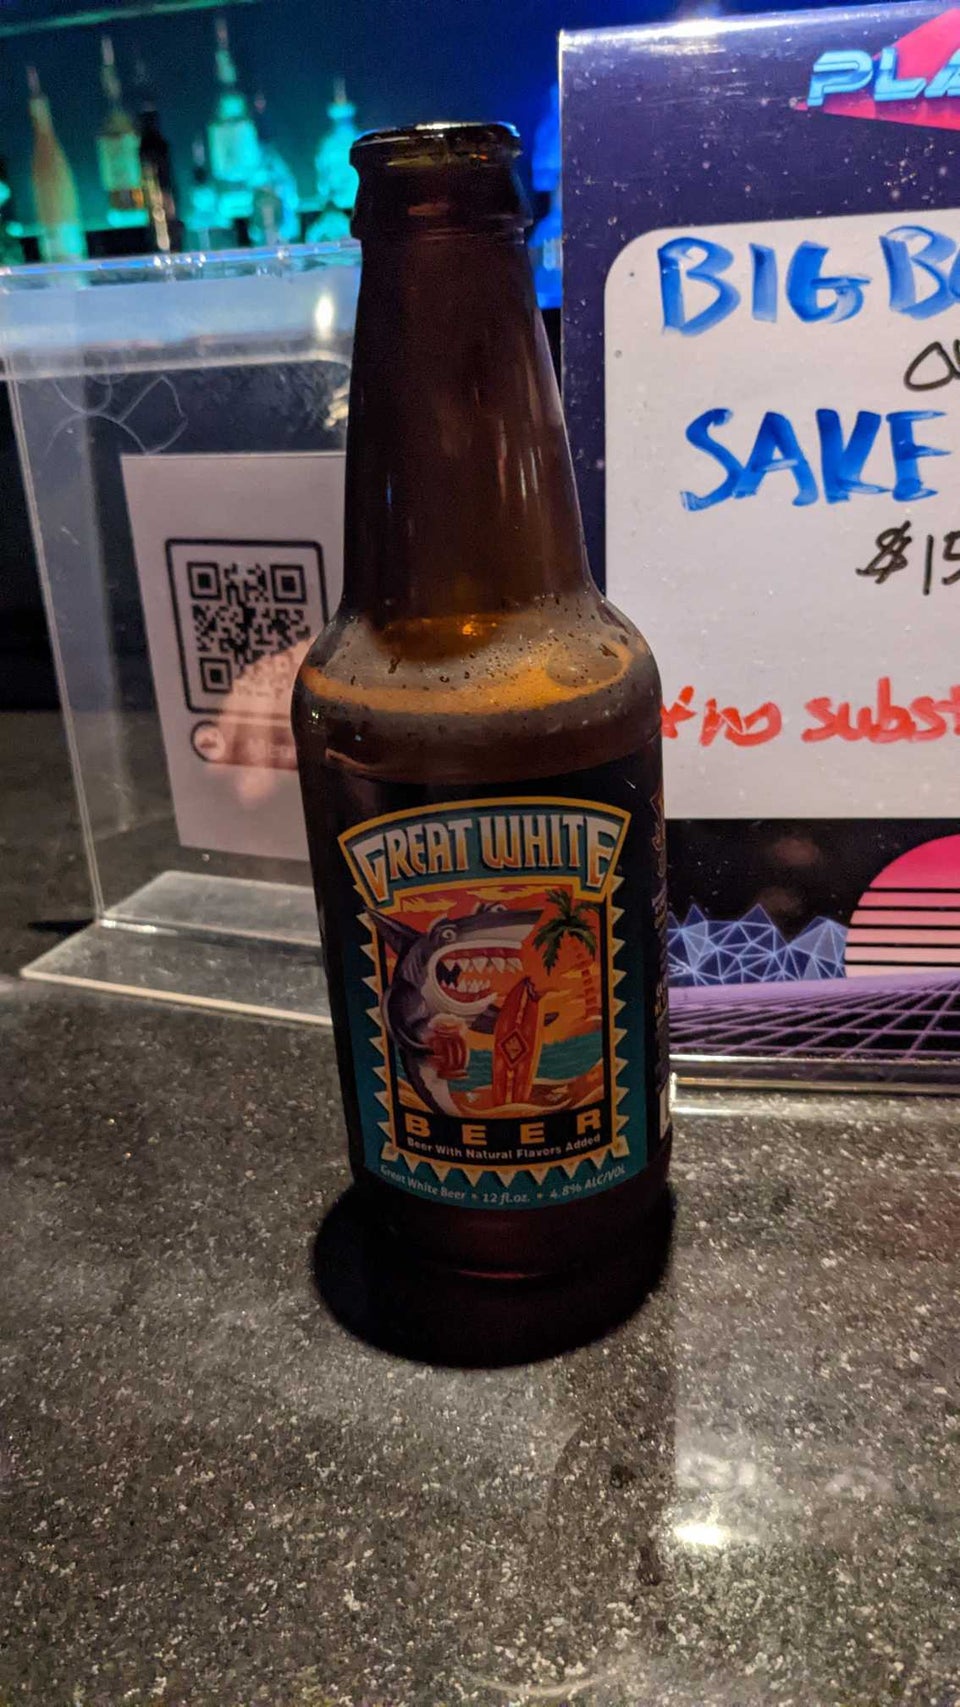 PLA
BIG BO
SAKE
$15
*no subst
GREAT WHITE
BEER
Beer With Natural Flavors Added
Great White Beer • 12 fl.oz. • 4.8% ALC/VOL